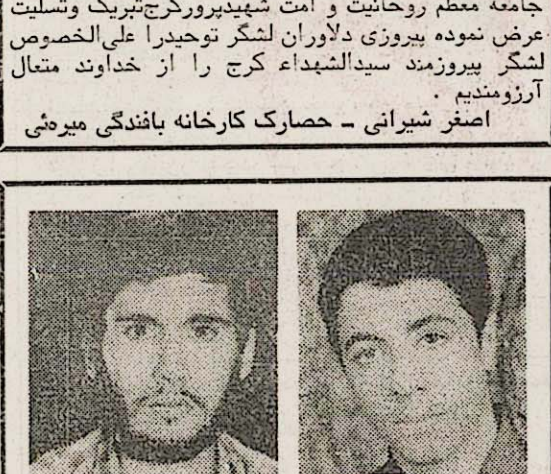 جامعه معظم روحانیت و امت شهیدپرورکرج‌تبریک وتسلیت
عرض نموده پیروزی دلاوران لشگر توحیدرا علی‌الخصوص
لشگر پیروزمند سیدالشهداء کرج را از خداوند متعال
آرزومندیم .
اصغر شیرانی – حصارک کارخانه بافندگی